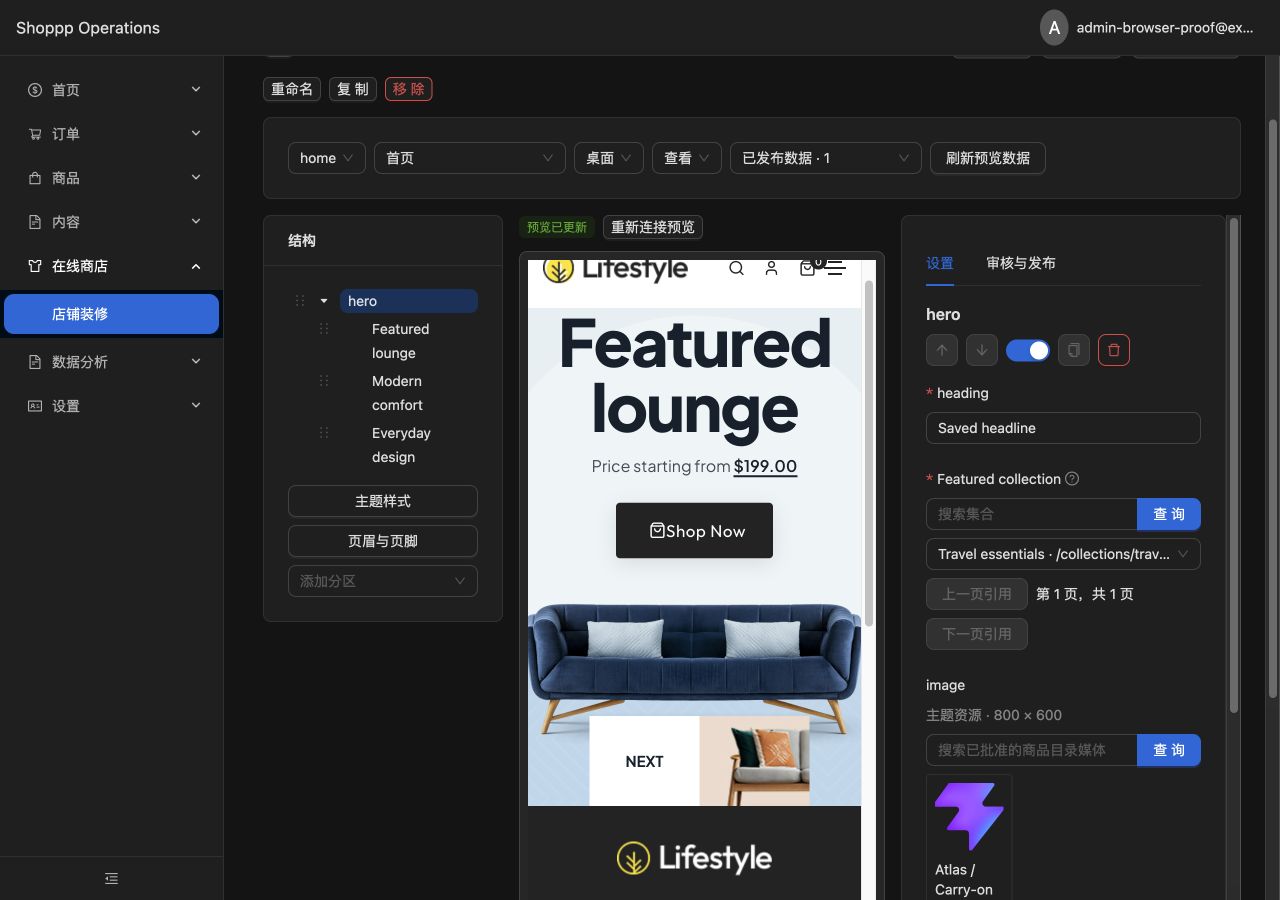 Shoppp Operations
A
admin-browser-proof@ex...
首页
订单
商品
内容
在线商店
店铺装修
数据分析
设置
重命名
复 制
移 除
home
首页
桌面
查看
已发布数据 · 1
刷新预览数据
结构
hero
Featured
lounge
Modern
comfort
Everyday
design
主题样式
页眉与页脚
添加分区
预览已更新
重新连接预览
Lifestyle
0
Featured
lounge
Price starting from $199.00
Shop Now
NEXT
Lifestyle
设置
审核与发布
hero
* heading
Saved headline
* Featured collection
搜索集合
查 询
Travel essentials · /collections/trav...
上一页引用
第 1 页，共 1 页
下一页引用
image
主题资源 · 800 × 600
搜索已批准的商品目录媒体
查 询
Atlas /
Carry-on